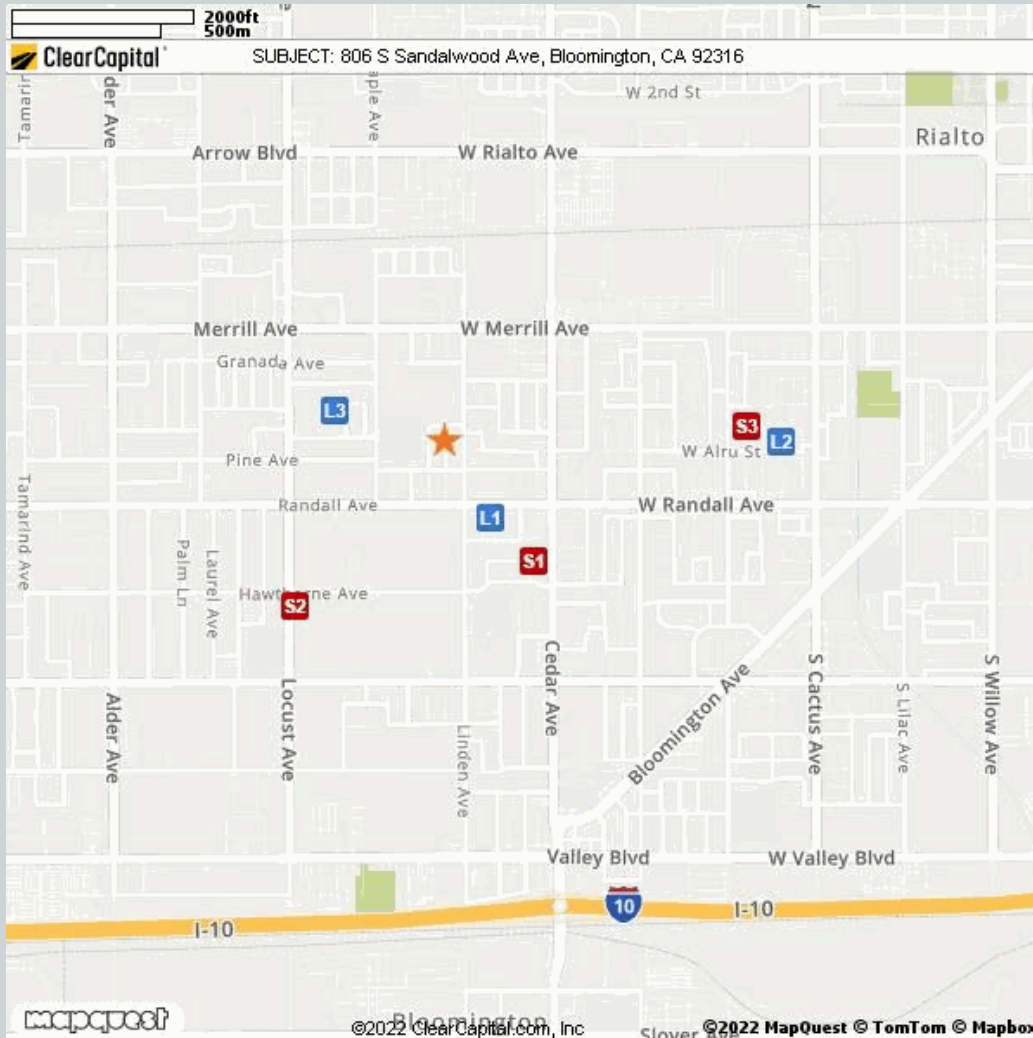 2000ft
500m
ClearCapital
SUBJECT: 806 S Sandalwood Ave, Bloomington, CA 92316
W 2nd St
Rialto
Arrow Blvd
W Rialto Ave
Merrill Ave
W Merrill Ave
Granada Ave
L3
S3
L2
W Alru St
Pine Ave
Randall Ave
W Randall Ave
L1
S1
Tamarind Ave
Palm Ln
Laurel Ave
Hawthorne Ave
S2
Cedar Ave
Bloomington Ave
S Cactus Ave
S Lilac Ave
S Willow Ave
Alder Ave
Locust Ave
Linden Ave
Valley Blvd
W Valley Blvd
10
I-10
I-10
mapquest
Bloomington
©2022 ClearCapital.com, Inc
©2022 MapQuest © TomTom © Mapbox